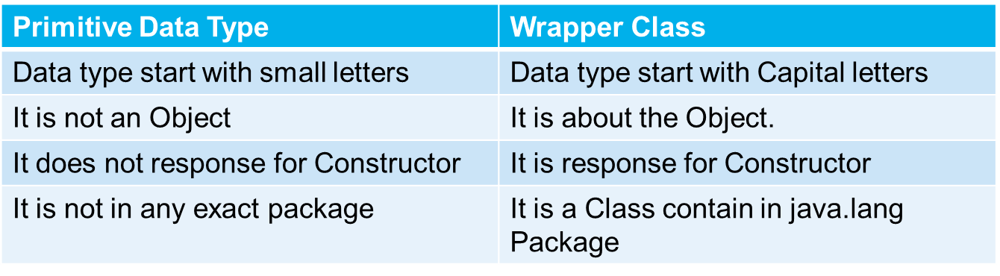 Primitive Data Type
Wrapper Class
Data type start with small letters
Data type start with Capital letters
It is not an Object
It is about the Object.
It does not response for Constructor
It is response for Constructor
It is not in any exact package
It is a Class contain in java.lang
Package